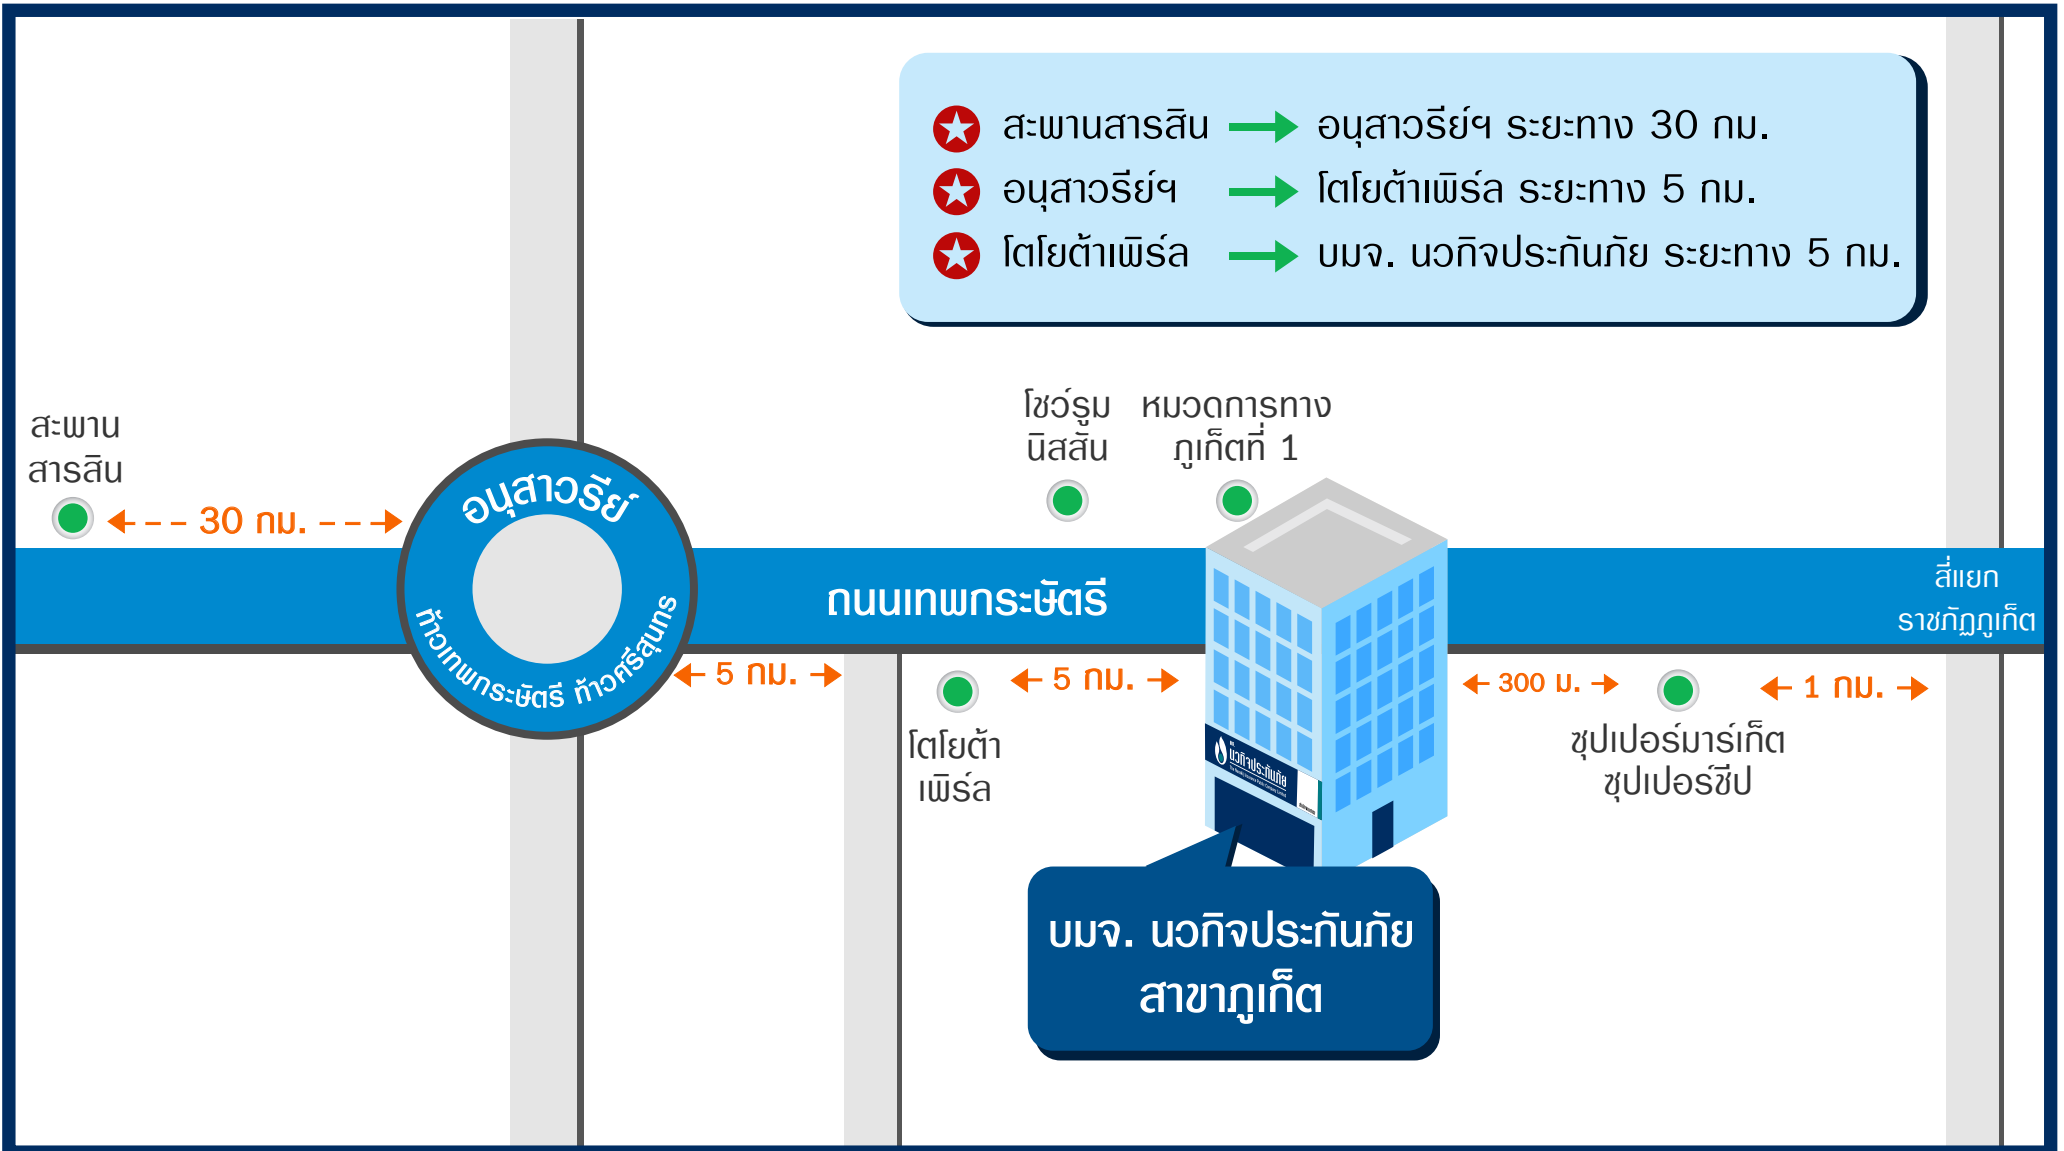 สะพานสารสิน → อนุสาวรีย์ฯ ระยะทาง 30 กม.
อนุสาวรีย์ฯ → โตโยต้าเพิร์ล ระยะทาง 5 กม.
โตโยต้าเพิร์ล → บมจ. นวกิจประกันภัย ระยะทาง 5 กม.
สะพาน
สารสิน
30 กม.
อนุสาวรีย์
ท้าวเทพกระษัตรี ท้าวศรีสุนทร
โชว์รูม
นิสสัน
หมวดการทาง
ภูเก็ตที่ 1
ถนนเทพกระษัตรี
สี่แยก
ราชภัฏภูเก็ต
5 กม.
โตโยต้า
เพิร์ล
5 กม.
นวกิจประกันภัย
300 ม.
ซุปเปอร์มาร์เก็ต
ซุปเปอร์ชีป
1 กม.
บมจ. นวกิจประกันภัย
สาขาภูเก็ต